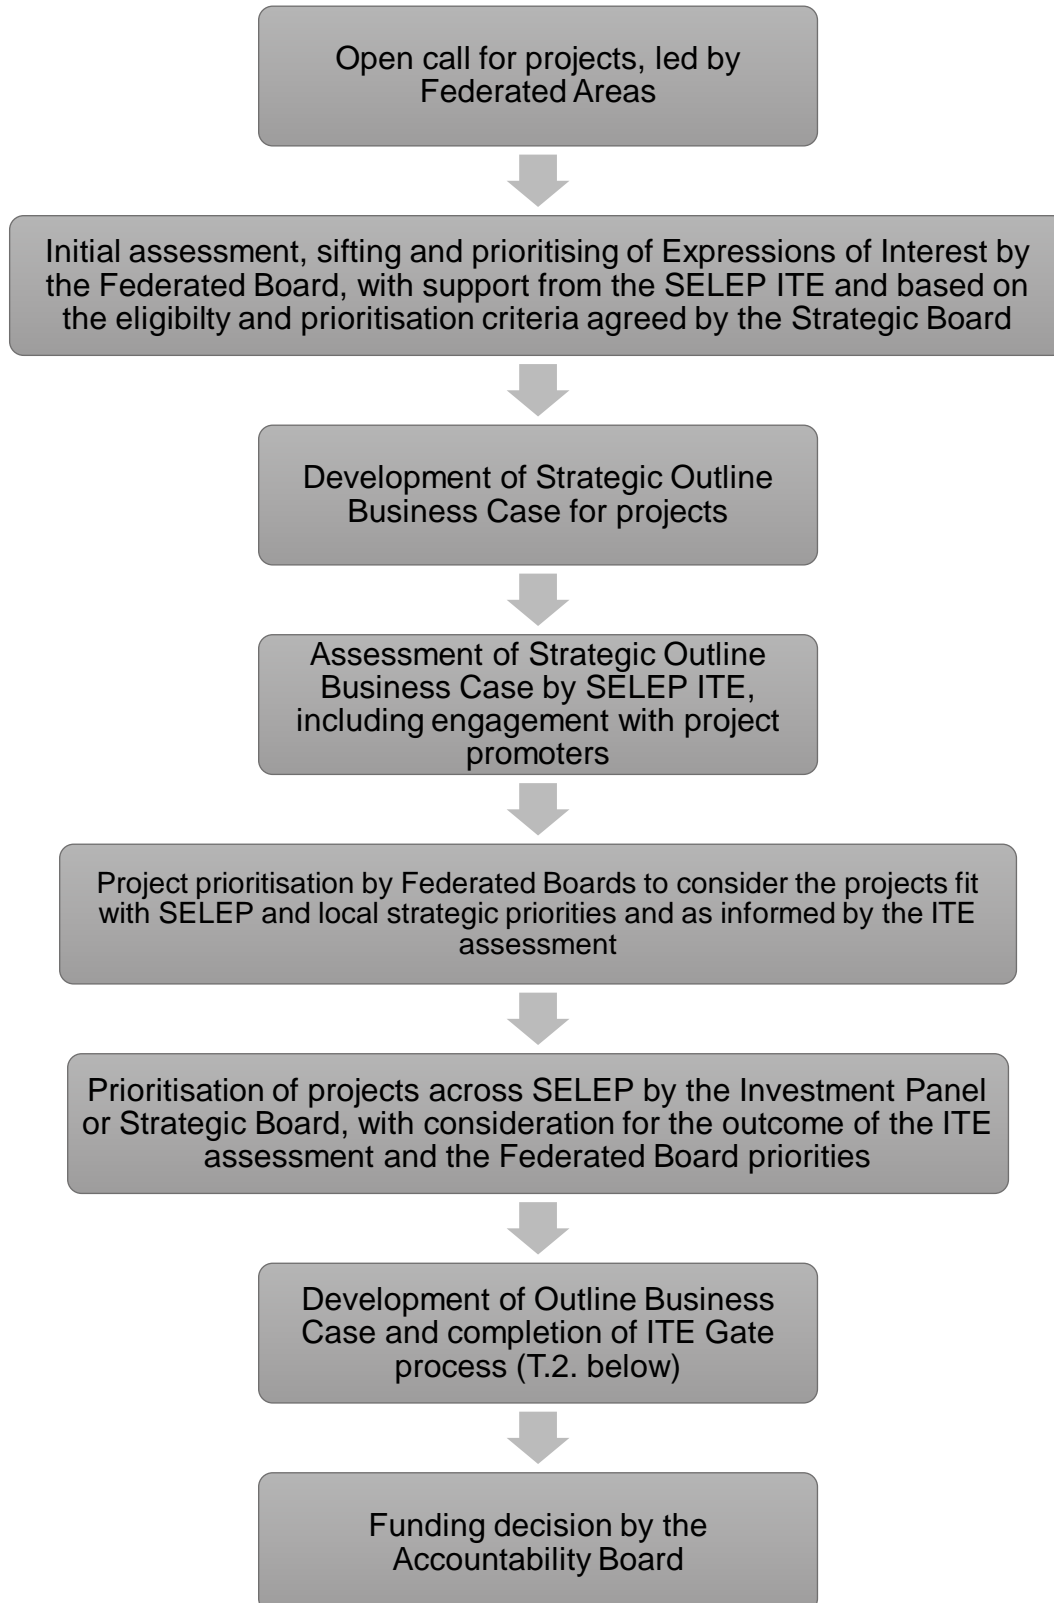 Open call for projects, led by
Federated Areas
Initial assessment, sifting and prioritising of Expressions of Interest by
the Federated Board, with support from the SELEP ITE and based on
the eligibilty and prioritisation criteria agreed by the Strategic Board
Development of Strategic Outline
Business Case for projects
Assessment of Strategic Outline
Business Case by SELEP ITE,
including engagement with project
promoters
Project prioritisation by Federated Boards to consider the projects fit
with SELEP and local strategic priorities and as informed by the ITE
assessment
Prioritisation of projects across SELEP by the Investment Panel
or Strategic Board, with consideration for the outcome of the ITE
assessment and the Federated Board priorities
Development of Outline Business
Case and completion of ITE Gate
process (T.2. below)
Funding decision by the
Accountability Board